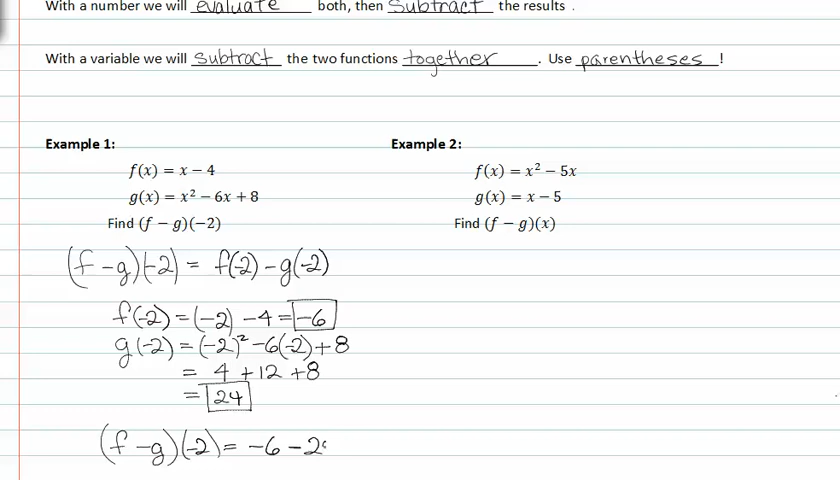 With a number we will evaluate both, then Subtract the results .
With a variable we will subtract the two functions together . Use parentheses !
Example 1:
f(x) = x − 4
g(x) = x² − 6x + 8
Find (f − g)(−2)
(f −g)(−2) = f(−2) − g(−2)
f(−2) = (−2) −4 = −6
g(−2) = (−2)² −6(−2) + 8
= 4 +12 +8
= 24
(f −g)(−2) = −6 − 2
Example 2:
f(x) = x² − 5x
g(x) = x − 5
Find (f − g)(x)